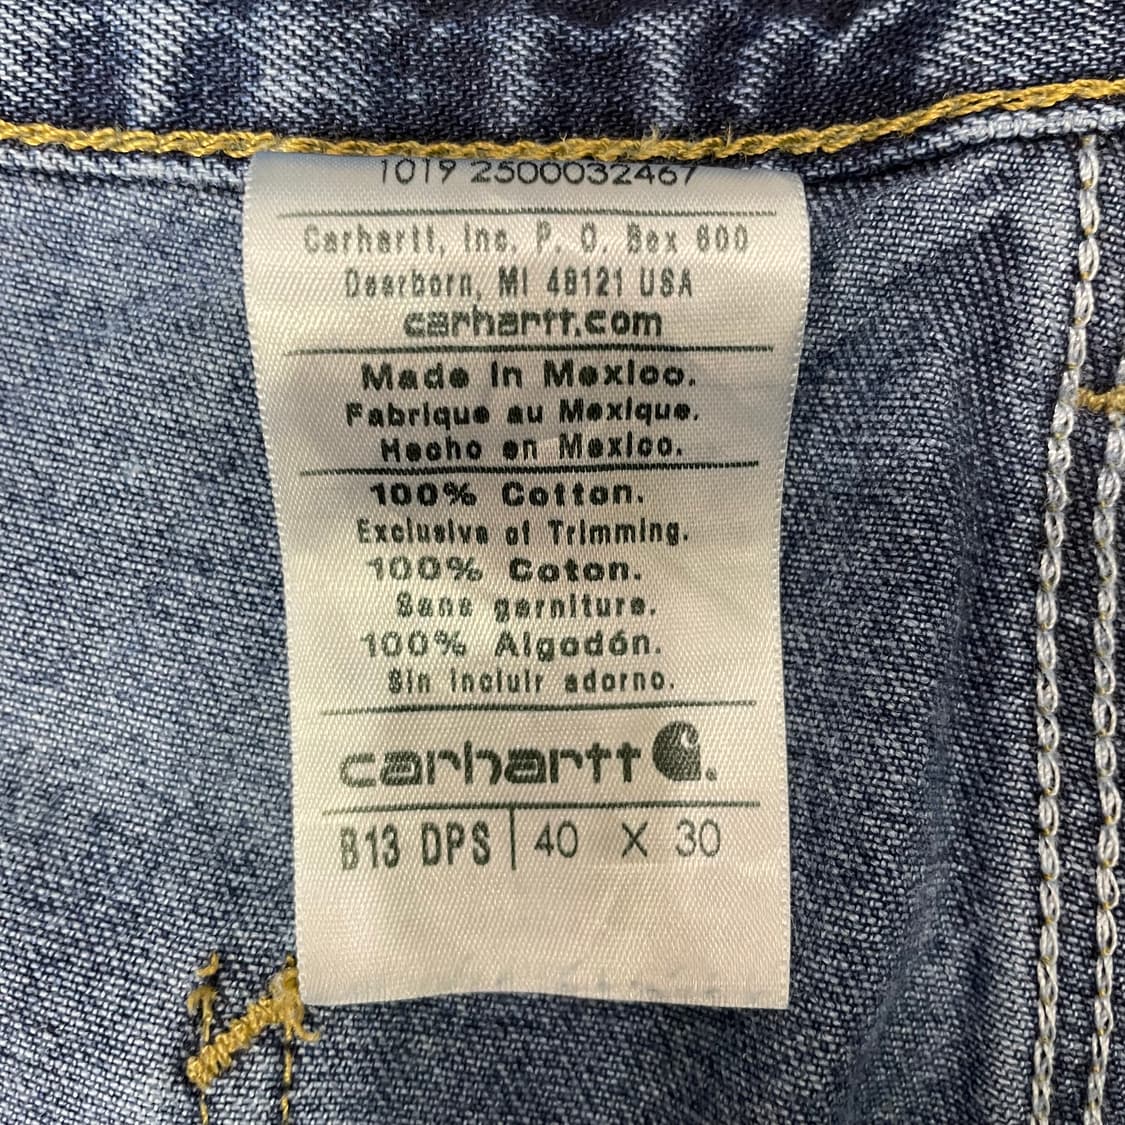 1019 2500032467
Carhartt, Inc. P. O. Box 600
Dearborn, MI 48121 USA
carhartt.com
Made In Mexico.
Fabrique au Mexique.
Hecho en Mexico.
100% Cotton.
Exclusive of Trimming.
100% Coton.
Sans garniture.
100% Algodón.
Sin incluir adorno.
carhartt
B13 DPS | 40 X 30